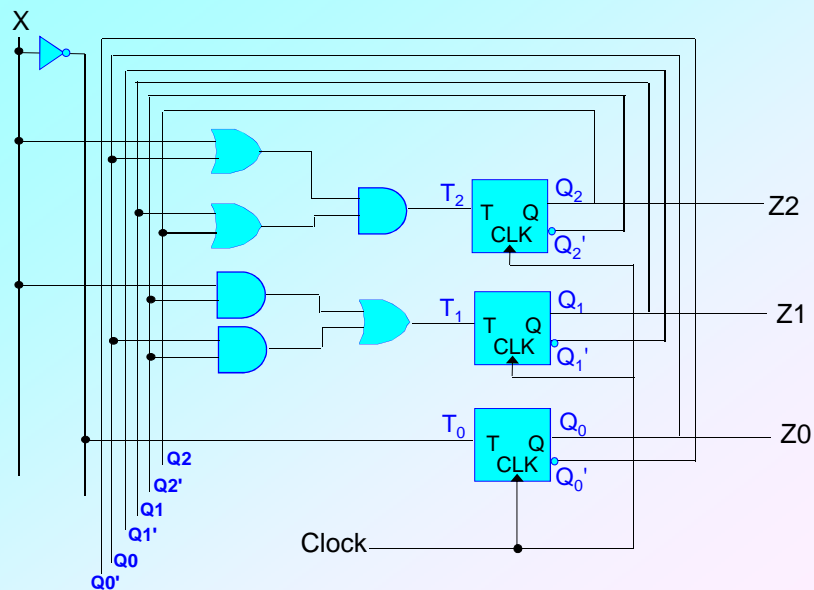 X
T₂ Q₂ Z2
T Q
CLK
Q₂'
T₁ Q₁ Z1
T Q
CLK
Q₁'
T₀ Q₀ Z0
T Q
CLK
Q₀'
Q2
Q2'
Q1
Q1'
Q0
Q0'
Clock